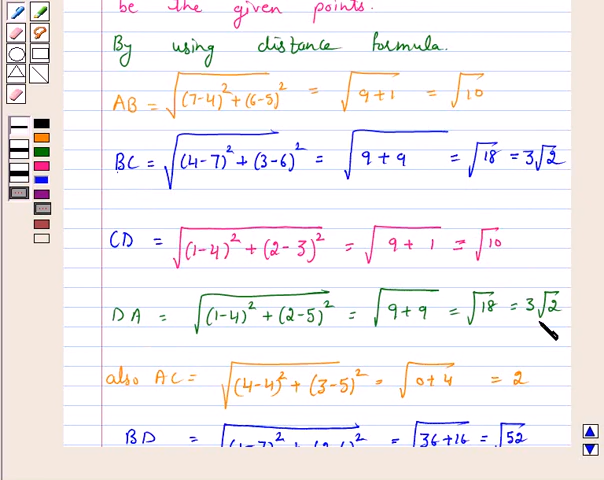 be the given points.
By using distance formula.
AB = √((7-4)² + (6-5)²) = √(9+1) = √10
BC = √((4-7)² + (3-6)²) = √(9+9) = √18 = 3√2
CD = √((1-4)² + (2-3)²) = √(9+1) = √10
DA = √((1-4)² + (2-5)²) = √(9+9) = √18 = 3√2
also AC = √((4-4)² + (3-5)²) = √(0+4) = 2
BD = = √(36+16) = √52